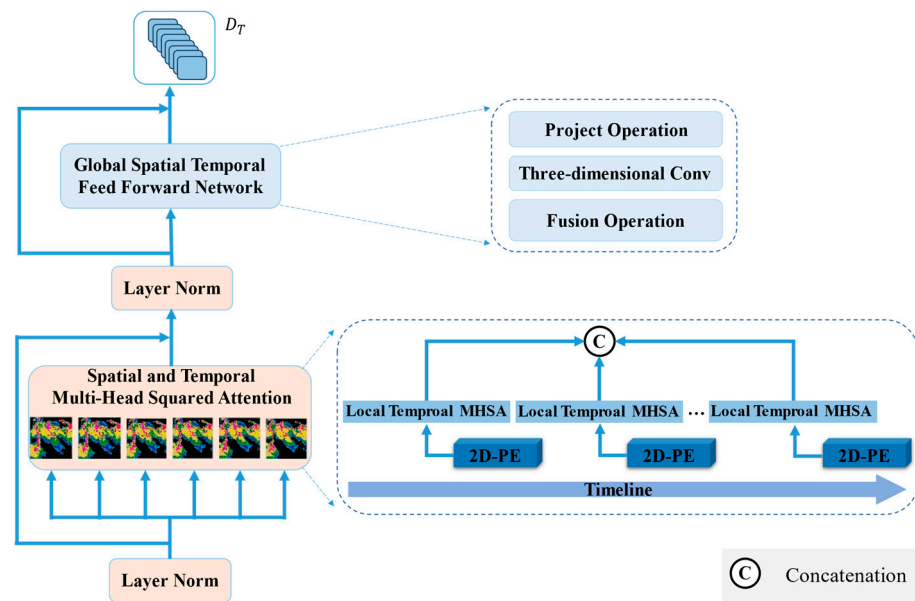 D_T
Global Spatial Temporal
Feed Forward Network
Project Operation
Three-dimensional Conv
Fusion Operation
Layer Norm
Spatial and Temporal
Multi-Head Squared Attention
C
Local Temproal MHSA
Local Temproal MHSA
...
Local Temproal MHSA
2D-PE
2D-PE
2D-PE
Timeline
Layer Norm
C Concatenation